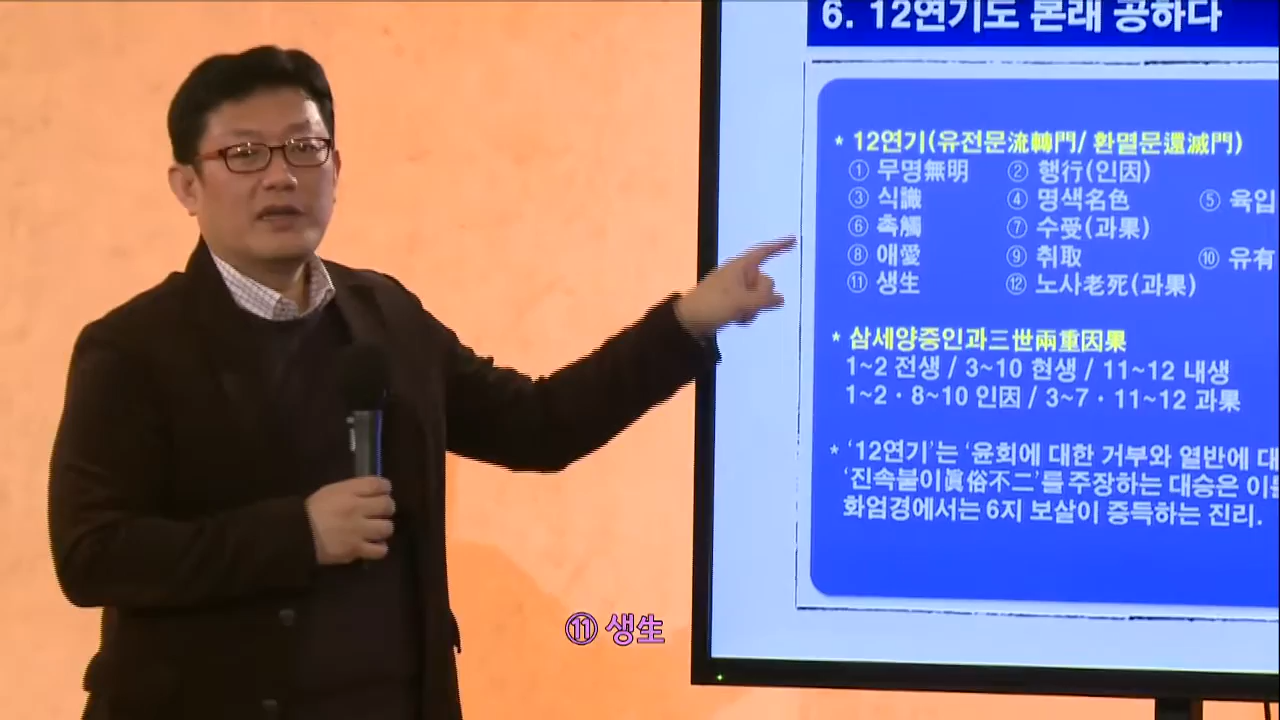 6. 12연기도 본래 공하다
* 12연기(유전문流轉門/ 환멸문還滅門)
① 무명無明 ② 행行(인因)
③ 식識 ④ 명색名色 ⑤ 육입
⑥ 촉觸 ⑦ 수受(과果)
⑧ 애愛 ⑨ 취取 ⑩ 유有
⑪ 생生 ⑫ 노사老死(과果)
* 삼세양중인과三世兩重因果
1~2 전생 / 3~10 현생 / 11~12 내생
1~2 · 8~10 인因 / 3~7 · 11~12 과果
* ‘12연기’는 ‘윤회에 대한 거부와 열반에
‘진속불이眞俗不二’를 주장하는 대승은
화엄경에서는 6지 보살이 증득하는 진리.
⑪ 생生